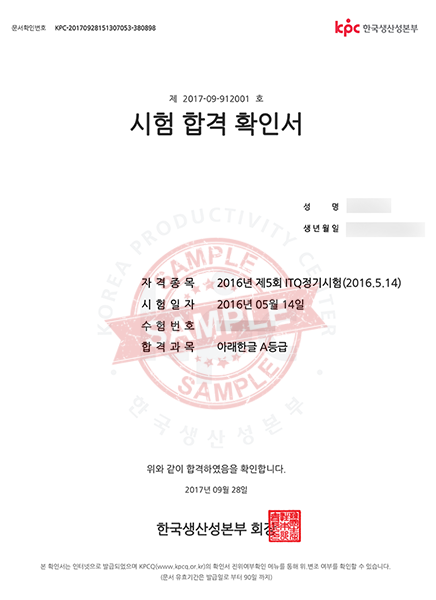 문서확인번호 KPC-20170928151307053-380898
kpc 한국생산성본부
제 2017-09-912001 호
시험 합격 확인서
성 명
생년월일
KOREA PRODUCTIVITY CENTER
SAMPLE
자격종목 2016년 제5회 ITQ정기시험(2016.5.14)
시험일자 2016년 05월 14일
SAMPLE
수험번호
합격과목 아래한글 A등급
SAMPLE
한국생산성본부
위와 같이 합격하였음을 확인합니다.
2017년 09월 28일
한국생산성본부 회장
본 확인서는 인터넷으로 발급되었으며 KPCQ(www.kpcq.or.kr)의 확인서 진위여부확인 메뉴를 통해 위.변조 여부를 확인할 수 있습니다.
(문서 유효기간은 발급일로 부터 90일 까지)